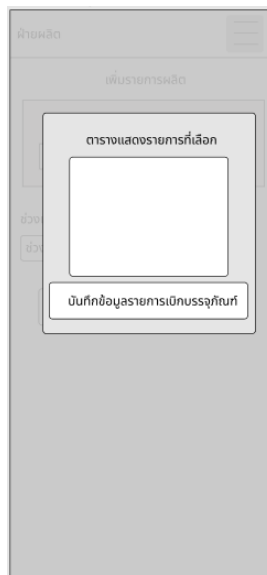 ฝ่ายผลิต
เพิ่มรายการผลิต
ตารางแสดงรายการที่เลือก
บันทึกข้อมูลรายการเบิกบรรจุภัณฑ์